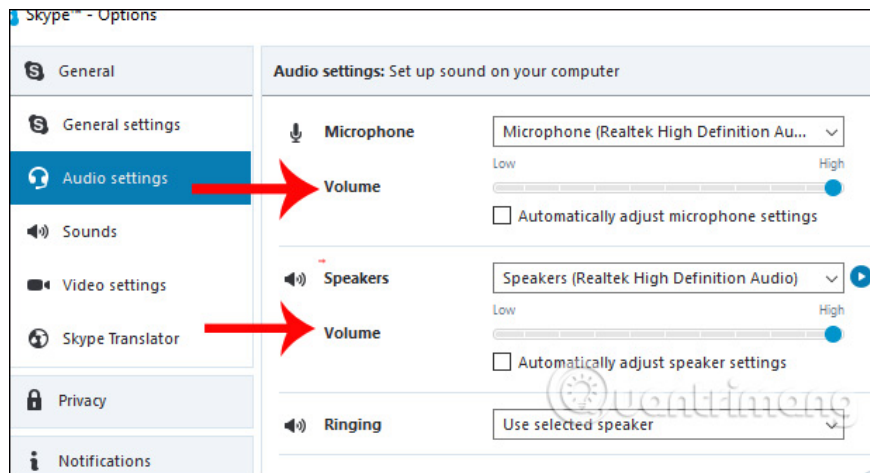 Skype™ - Options
General
General settings
Audio settings
Sounds
Video settings
Skype Translator
Privacy
Notifications
Audio settings: Set up sound on your computer
Microphone Microphone (Realtek High Definition Au...
Low High
Volume
Automatically adjust microphone settings
Speakers Speakers (Realtek High Definition Audio)
Low High
Volume
Automatically adjust speaker settings
Quantrimang
Ringing Use selected speaker